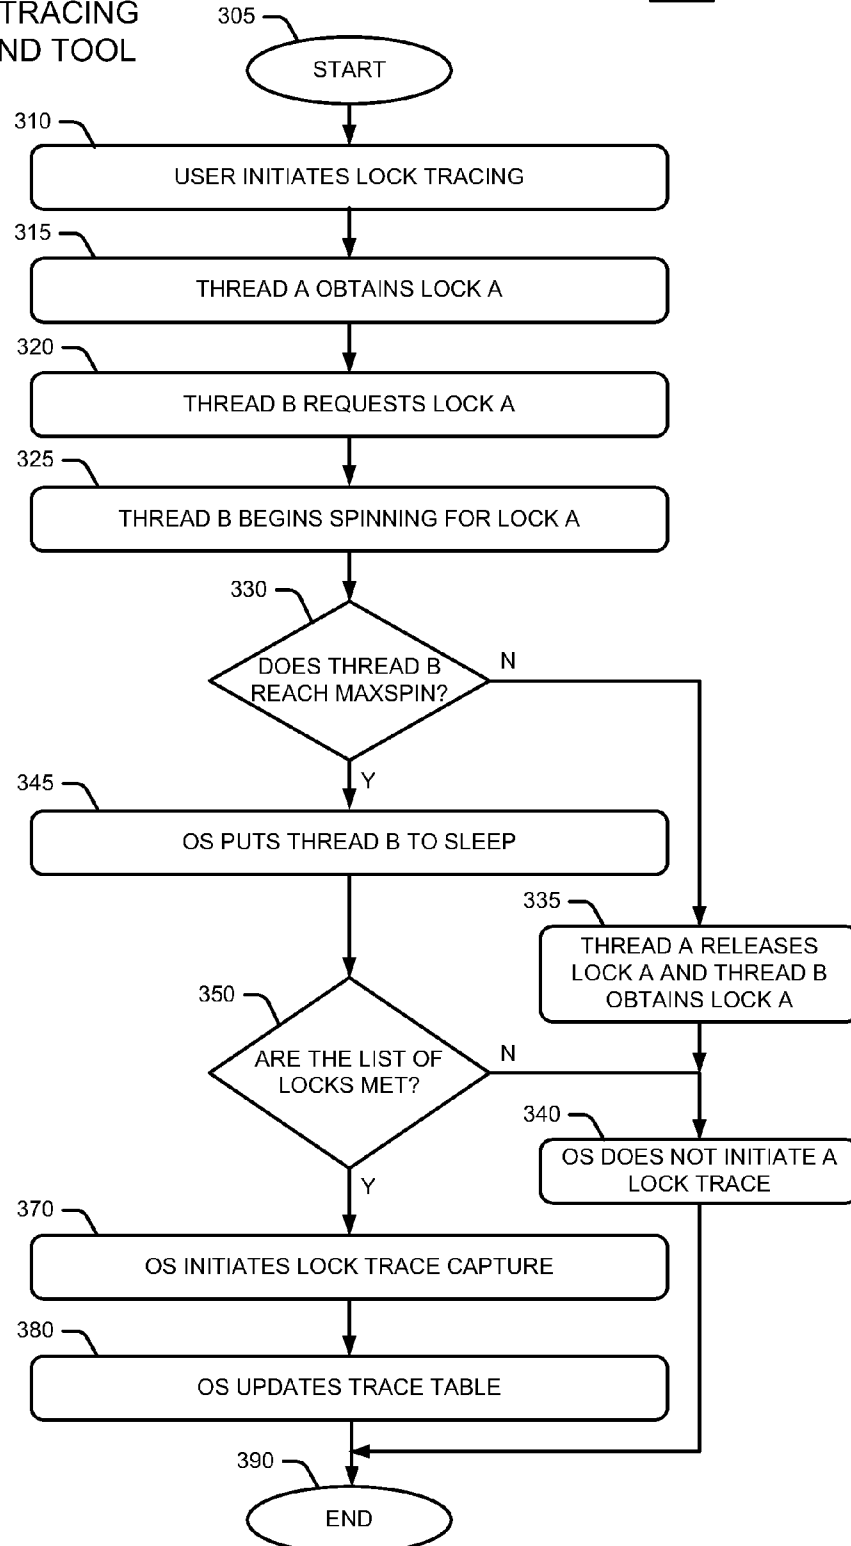 TRACING
ND TOOL
305
START
310
USER INITIATES LOCK TRACING
315
THREAD A OBTAINS LOCK A
320
THREAD B REQUESTS LOCK A
325
THREAD B BEGINS SPINNING FOR LOCK A
330
DOES THREAD B
REACH MAXSPIN?
N
Y
345
OS PUTS THREAD B TO SLEEP
335
THREAD A RELEASES
LOCK A AND THREAD B
OBTAINS LOCK A
350
ARE THE LIST OF
LOCKS MET?
N
Y
340
OS DOES NOT INITIATE A
LOCK TRACE
370
OS INITIATES LOCK TRACE CAPTURE
380
OS UPDATES TRACE TABLE
390
END